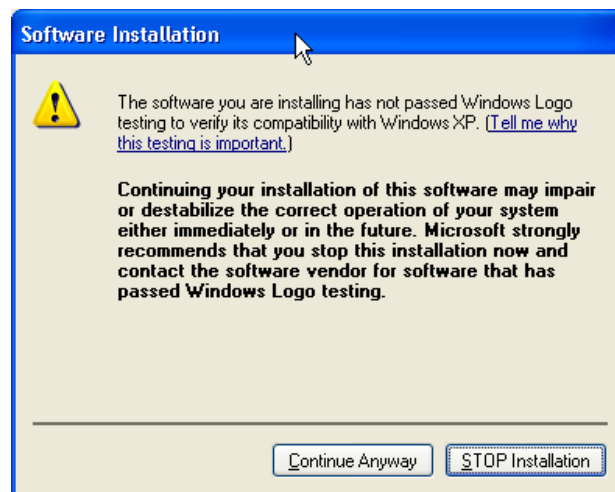 Software Installation
The software you are installing has not passed Windows Logo
testing to verify its compatibility with Windows XP. (Tell me why
this testing is important.)
Continuing your installation of this software may impair
or destabilize the correct operation of your system
either immediately or in the future. Microsoft strongly
recommends that you stop this installation now and
contact the software vendor for software that has
passed Windows Logo testing.
Continue Anyway
STOP Installation